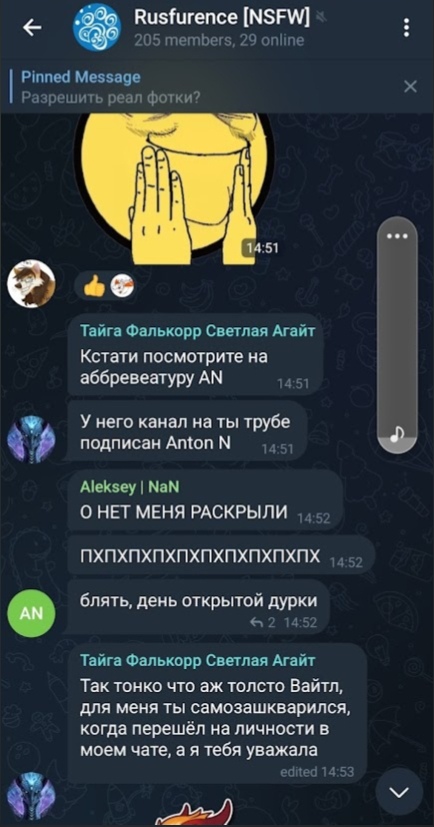 Rusfurence [NSFW]
205 members, 29 online
Pinned Message
Разрешить реал фотки?
14:51
Тайга Фалькорр Светлая Агайт
Кстати посмотрите на
аббревеатуру AN
14:51
У него канал на ты трубе
подписан Anton N
14:51
Aleksey | NaN
О НЕТ МЕНЯ РАСКРЫЛИ
14:52
ПХПХПХПХПХПХПХПХПХПХ
14:52
AN
блять, день открытой дурки
2 14:52
Тайга Фалькорр Светлая Агайт
Так тонко что аж толсто Вайтл,
для меня ты самозашкварился,
когда перешёл на личности в
моем чате, а я тебя уважала
edited 14:53